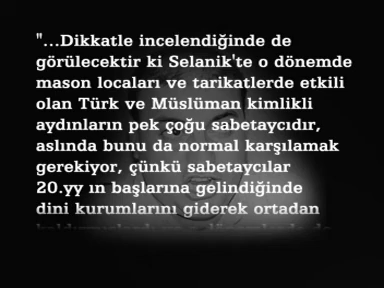 "...Dikkatle incelendiğinde de
görülecektir ki Selanik'te o dönemde
mason locaları ve tarikatlerde etkili
olan Türk ve Müslüman kimlikli
aydınların pek çoğu sabetaycıdır,
aslında bunu da normal karşılamak
gerekiyor, çünkü sabetaycılar
20.yy ın başlarına gelindiğinde
dini kurumlarını giderek ortadan